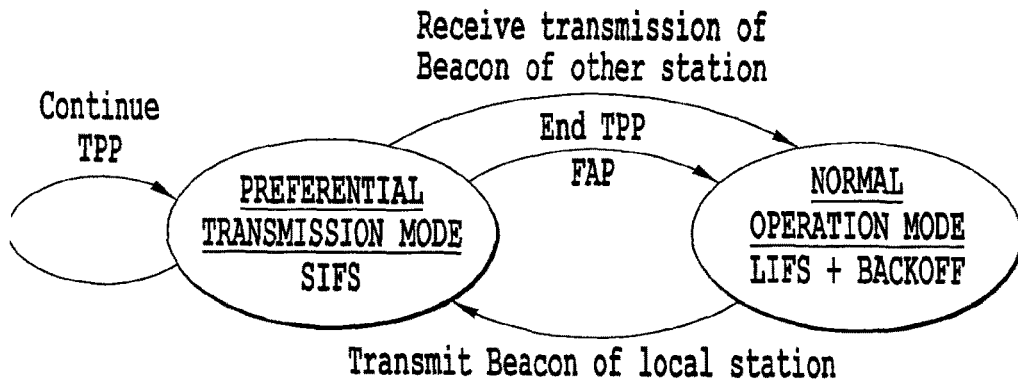 Receive transmission of
Beacon of other station
Continue
TPP
End TPP
FAP
PREFERENTIAL
TRANSMISSION MODE
SIFS
NORMAL
OPERATION MODE
LIFS + BACKOFF
Transmit Beacon of local station